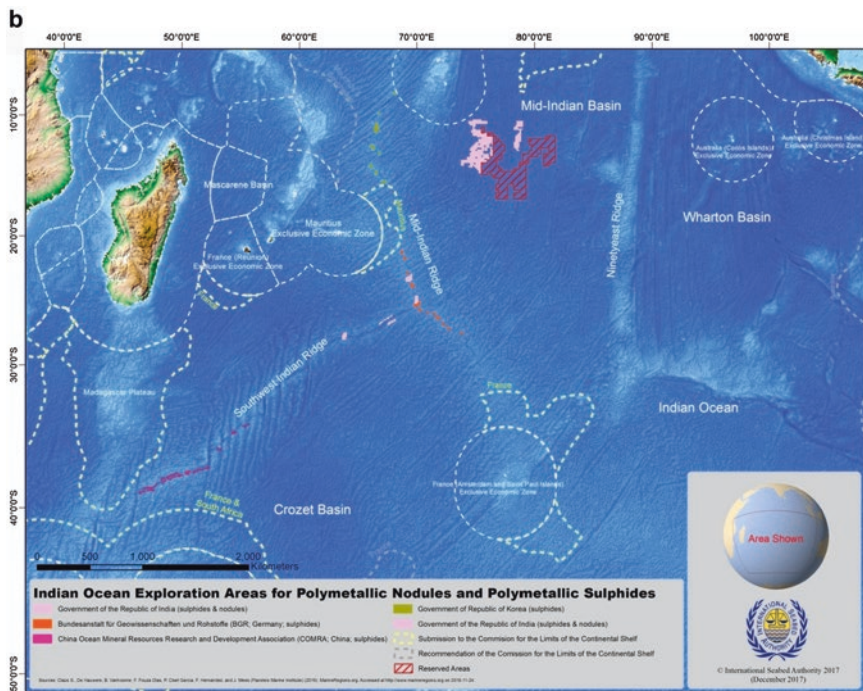 b
40°0'0"E 50°0'0"E 60°0'0"E 70°0'0"E 80°0'0"E 90°0'0"E 100°0'0"E
10°0'0"S
20°0'0"S
30°0'0"S
40°0'0"S
50°0'0"S
Mid-Indian Basin
Australia (Cocos Islands)
Exclusive Economic Zone
Australia (Christmas Island)
Exclusive Economic Zone
Mascarene Basin
Mauritius
Exclusive Economic Zone
Mauritius
Mid-Indian Ridge
Ninetyeast Ridge
Wharton Basin
France (Reunion)
Exclusive Economic Zone
France
Madagascar Plateau
Southwest Indian Ridge
France
Indian Ocean
France (Amsterdam and Saint Paul Islands)
Exclusive Economic Zone
France &
South Africa
Crozet Basin
0 500 1,000 2,000
Kilometers
Area Shown
Indian Ocean Exploration Areas for Polymetallic Nodules and Polymetallic Sulphides
Government of the Republic of India (sulphides & nodules)
Bundesanstalt für Geowissenschaften und Rohstoffe (BGR; Germany; sulphides)
China Ocean Mineral Resources Research and Development Association (COMRA; China; sulphides)
Government of Republic of Korea (sulphides)
Government of the Republic of India (sulphides & nodules)
Submission to the Commision for the Limits of the Continental Shelf
Recommendation of the Commision for the Limits of the Continental Shelf
Reserved Areas
INTERNATIONAL SEABED AUTHORITY
© International Seabed Authority 2017
(December 2017)